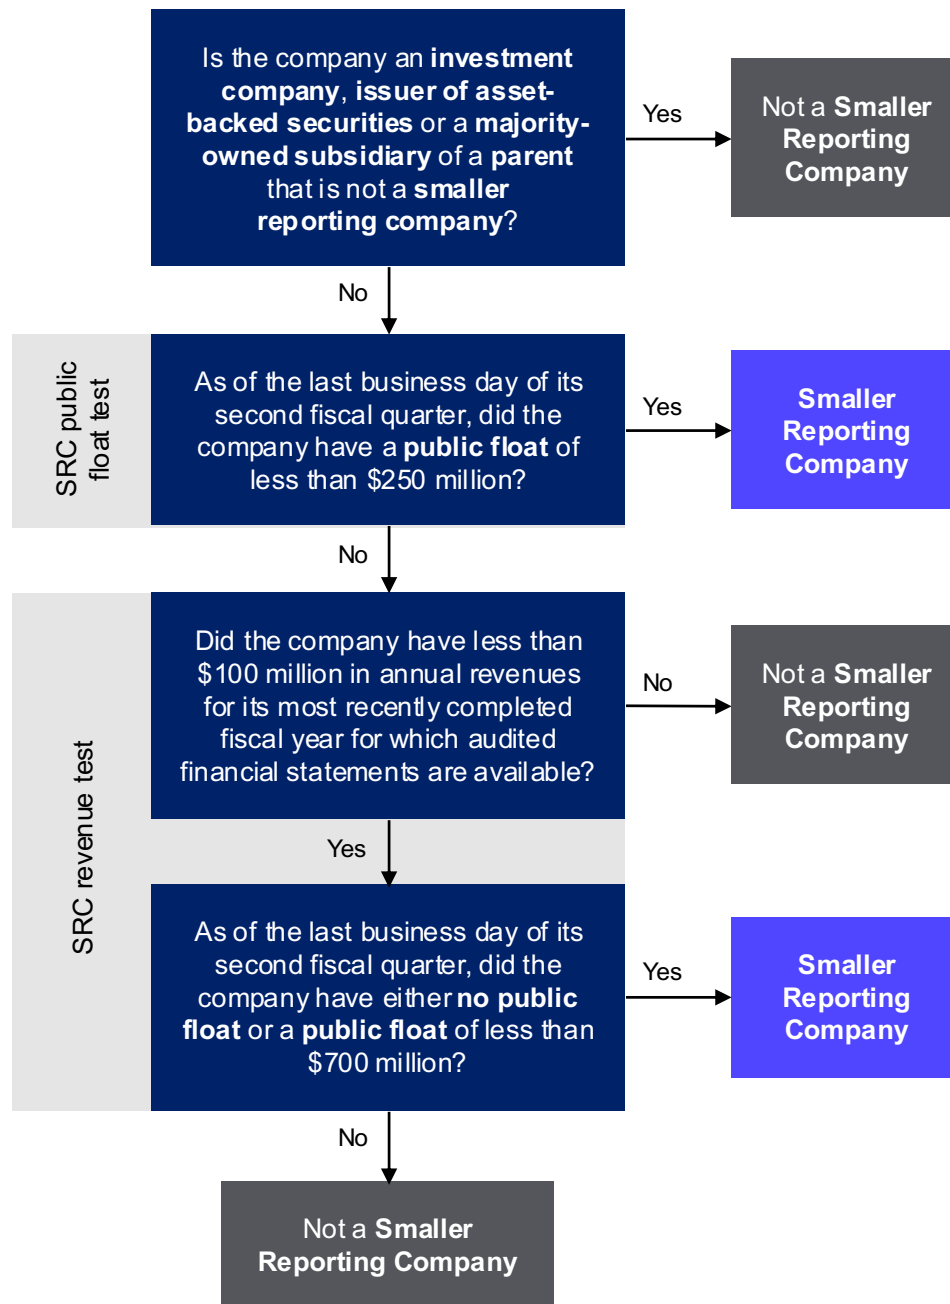 Is the company an investment
company, issuer of asset-
backed securities or a majority-
owned subsidiary of a parent
that is not a smaller
reporting company?
Yes
Not a Smaller
Reporting
Company
No
SRC public
float test
As of the last business day of its
second fiscal quarter, did the
company have a public float of
less than $250 million?
Yes
Smaller
Reporting
Company
No
SRC revenue test
Did the company have less than
$100 million in annual revenues
for its most recently completed
fiscal year for which audited
financial statements are available?
No
Not a Smaller
Reporting
Company
Yes
As of the last business day of its
second fiscal quarter, did the
company have either no public
float or a public float of less than
$700 million?
Yes
Smaller
Reporting
Company
No
Not a Smaller
Reporting Company